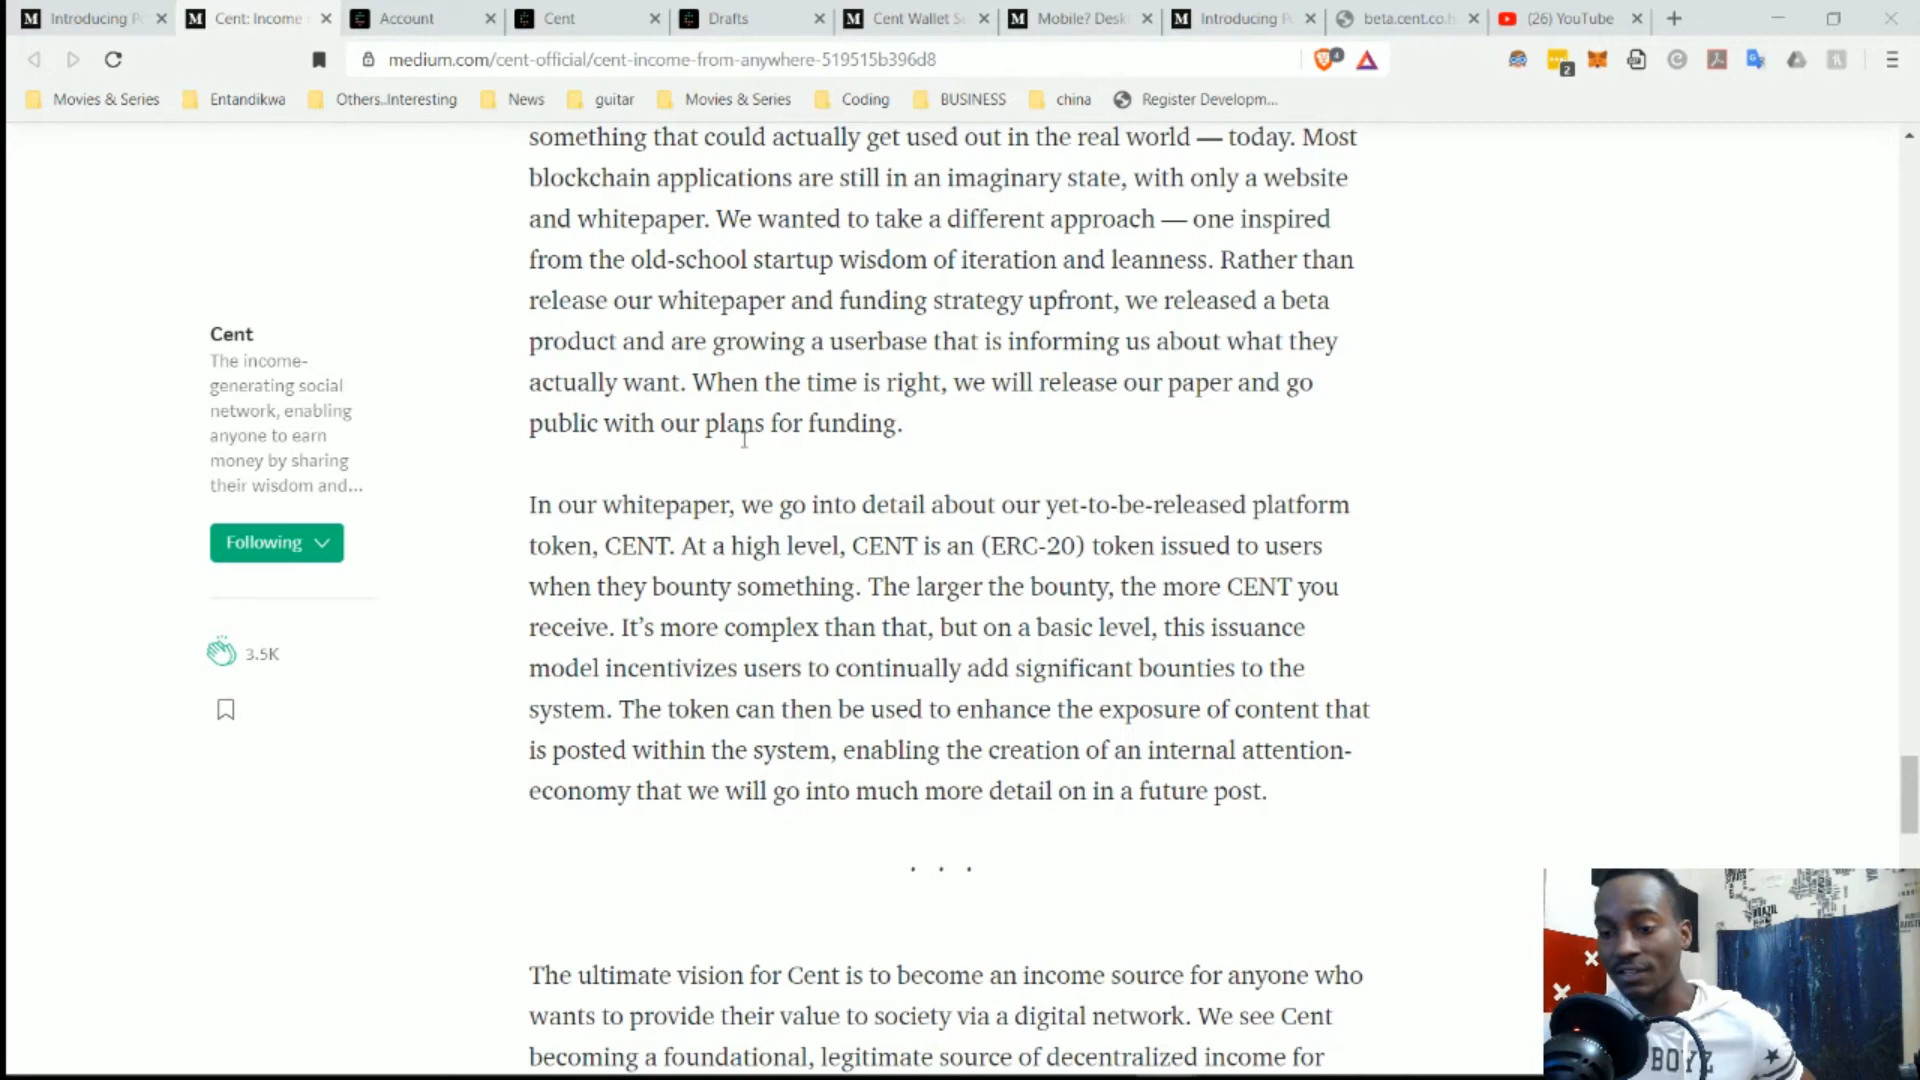 Introducing P
Cent: Income
Account
Cent
Drafts
Cent Wallet S
Mobile? Desk
Introducing P
beta.cent.co
(26) YouTube
medium.com/cent-official/cent-income-from-anywhere-519515b396d8
4
2
Movies & Series
Entandikwa
Others..Interesting
News
guitar
Movies & Series
Coding
BUSINESS
china
Register Developm...
something that could actually get used out in the real world — today. Most
blockchain applications are still in an imaginary state, with only a website
and whitepaper. We wanted to take a different approach — one inspired
from the old-school startup wisdom of iteration and leanness. Rather than
release our whitepaper and funding strategy upfront, we released a beta
product and are growing a userbase that is informing us about what they
actually want. When the time is right, we will release our paper and go
public with our plans for funding.
Cent
The income-
generating social
network, enabling
anyone to earn
money by sharing
their wisdom and...
Following
3.5K
In our whitepaper, we go into detail about our yet-to-be-released platform
token, CENT. At a high level, CENT is an (ERC-20) token issued to users
when they bounty something. The larger the bounty, the more CENT you
receive. It’s more complex than that, but on a basic level, this issuance
model incentivizes users to continually add significant bounties to the
system. The token can then be used to enhance the exposure of content that
is posted within the system, enabling the creation of an internal attention-
economy that we will go into much more detail on in a future post.
. . .
The ultimate vision for Cent is to become an income source for anyone who
wants to provide their value to society via a digital network. We see Cent
becoming a foundational, legitimate source of decentralized income for
BRAZIL
BOYZ